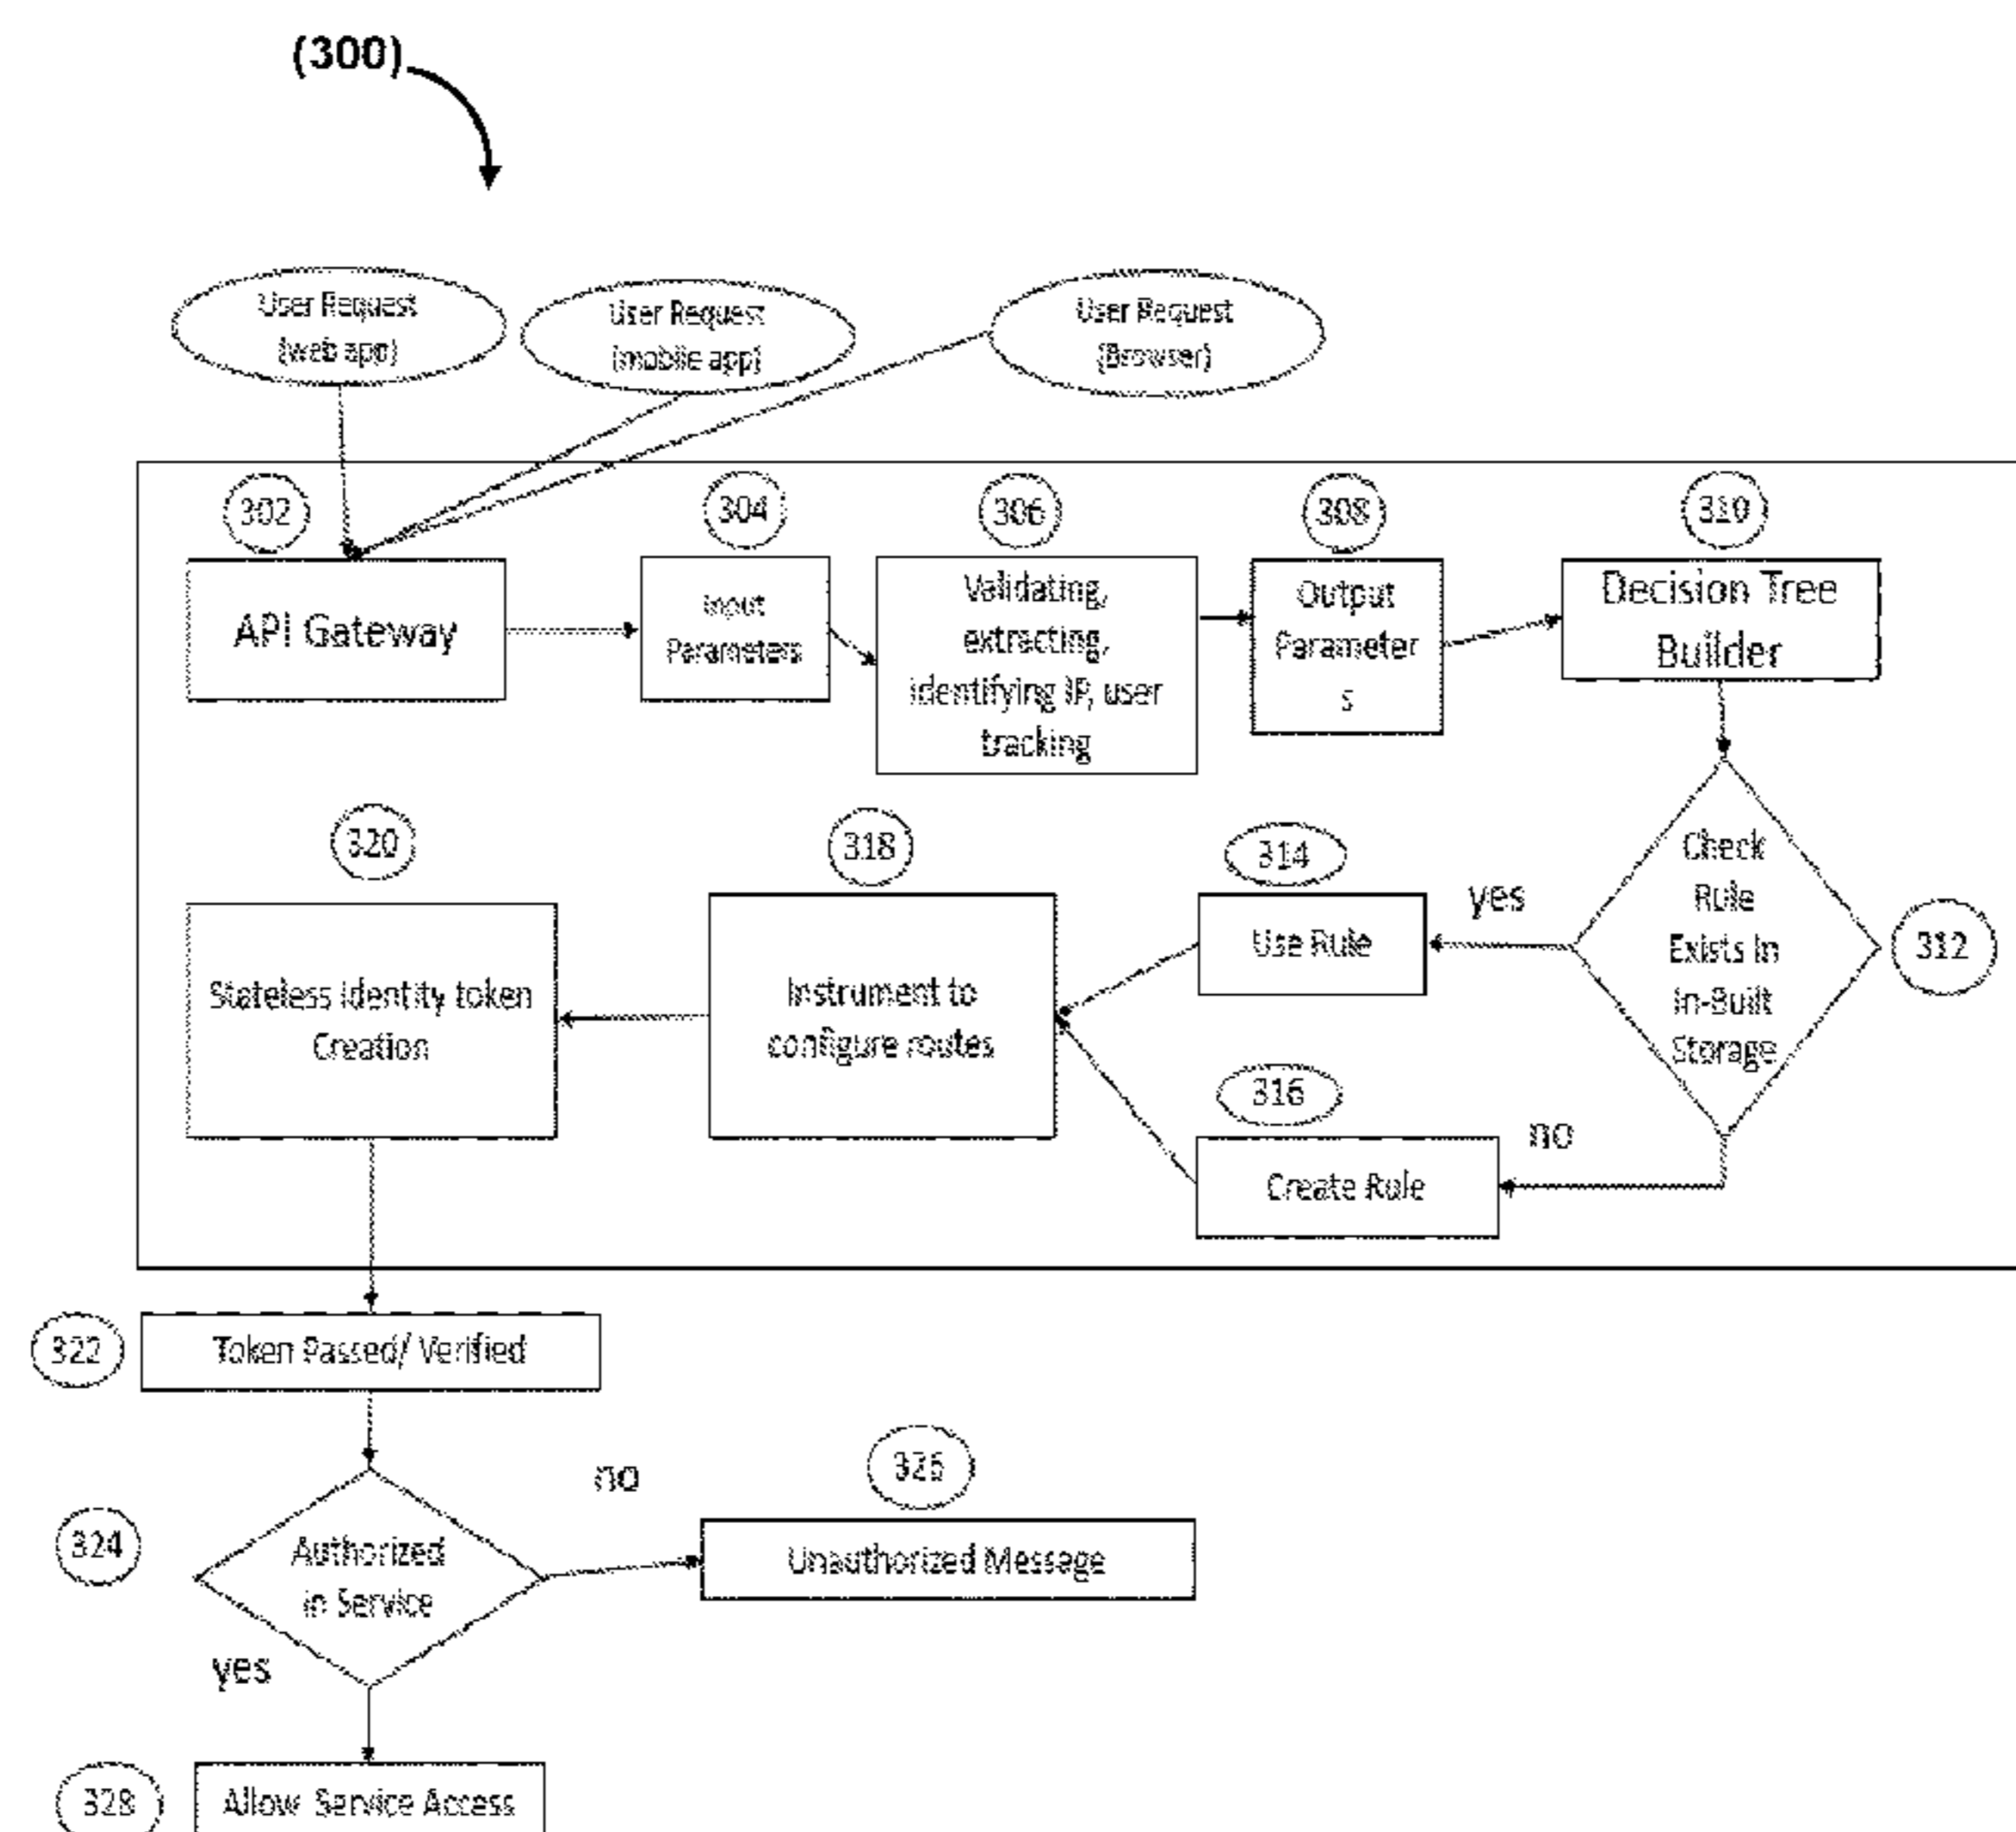 (300)
User Request
(web app)
User Request
(mobile app)
User Request
(Browser)
302
304
306
308
310
API Gateway
Input
Parameters
Validating,
extracting,
identifying IP, user
tracking
Output
Parameter
s
Decision Tree
Builder
320
318
314
yes
Check
Rule
Exists in
In-Built
Storage
312
Stateless identity token
Creation
Instrument to
configure routes
Use Rule
316
no
Create Rule
322
Token Passed/ Verified
324
Authorized
in Service
no
326
Unauthorized Message
yes
328
Allow Service Access